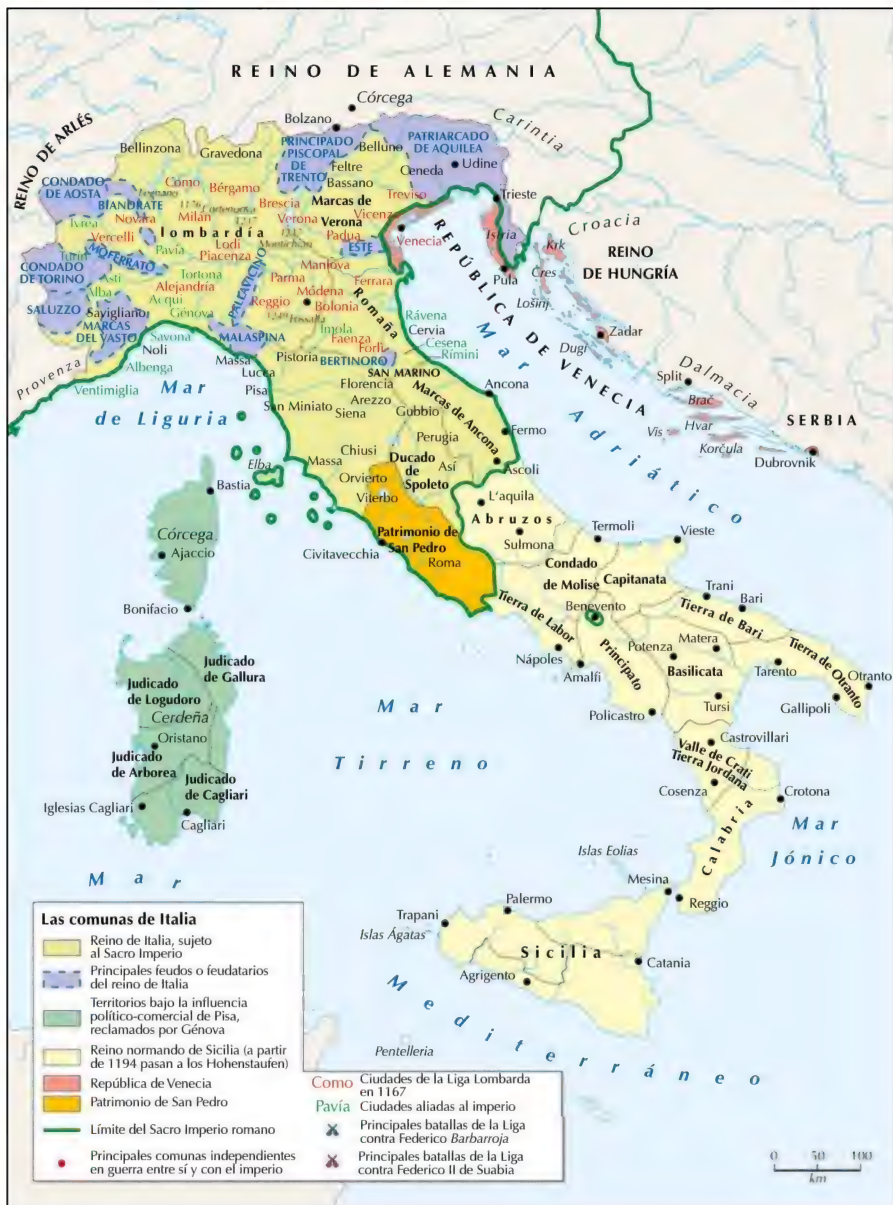 REINO DE ALEMANIA
Córcega
Bolzano
Carintia
REINO DE ARLÉS
Bellinzona
Gravedona
PRINCIPADO
PISCOPAL
DE
TRENTO
Belluno
PATRIARCADO
DE AQUILEA
Feltre
Ceneda
Udine
Bassano
CONDADO
DE AOSTA
BIANDRATE
Legnano
1176
Como
Bérgamo
Cortenuova
1237
Brescia
Marcas de
Verona
Treviso
Trieste
Ivrea
Novara
Milán
Verona
Vicenza
Croacia
Vercelli
lombardía
Lodi
Montichiari
Padua
Venecia
Istria
Krk
REINO
DE HUNGRÍA
Turín
MOFERRATO
Pavía
Piacenza
ESTE
REPÚBLICA DE VENECIA
Pula
Cres
CONDADO
DE TORINO
Asti
Tortona
PALLAVICINO
Mantova
Ferrara
Lošinj
Alba
Alejandría
Parma
Módena
Romaña
SALUZZO
Acqui
Reggio
Bolonia
Rávena
Zadar
Savigliano
Génova
1249 Fossalta
Imola
Cervia
Dugi
MARCAS
DEL VASTO
Savona
MALASPINA
Faenza
Forlí
Cesena
Rímini
Noli
Massa
Pistoria
BERTINORO
SAN MARINO
Dalmacia
Provenza
Albenga
Lucca
Florencia
Split
Ventimiglia
Mar
de Liguria
Pisa
Arezzo
Ancona
Brač
SERBIA
San Miniato
Siena
Gubbio
Marcas de Ancona
Mar Adriático
Vis
Hvar
Perugia
Fermo
Korčula
Chiusi
Dubrovnik
Elba
Massa
Orvierto
Ducado
de
Spoleto
Así
Ascoli
Bastia
Viterbo
L'aquila
Abruzos
Córcega
Patrimonio de
San Pedro
Sulmona
Termoli
Vieste
Ajaccio
Civitavecchia
Roma
Condado
de Molise
Capitanata
Bonifacio
Tierra de Labor
Benevento
Trani
Bari
Tierra de Bari
Judicado
de Gallura
Nápoles
Principato
Potenza
Matera
Judicado
de Logudoro
Amalfi
Basilicata
Tarento
Tierra de Otranto
Otranto
Cerdeña
Mar
Tirreno
Policastro
Tursi
Gallipoli
Oristano
Castrovillari
Judicado
de Arborea
Valle de Crati
Tierra Jordana
Judicado
de Cagliari
Cosenza
Crotona
Iglesias Cagliari
Cagliari
Calabria
Mar
Jónico
Islas Eolias
Mesina
Reggio
Palermo
Trapani
Islas Ágatas
Sicilia
Catania
Agrigento
Mar Mediterráneo
Pentelleria
Las comunas de Italia
Reino de Italia, sujeto
al Sacro Imperio
Principales feudos o feudatarios
del reino de Italia
Territorios bajo la influencia
político-comercial de Pisa,
reclamados por Génova
Reino normando de Sicilia (a partir
de 1194 pasan a los Hohenstaufen)
República de Venecia
Patrimonio de San Pedro
Límite del Sacro Imperio romano
Principales comunas independientes
en guerra entre sí y con el imperio
Como Ciudades de la Liga Lombarda
en 1167
Pavía Ciudades aliadas al imperio
Principales batallas de la Liga
contra Federico Barbarroja
Principales batallas de la Liga
contra Federico II de Suabia
0 50 100
km